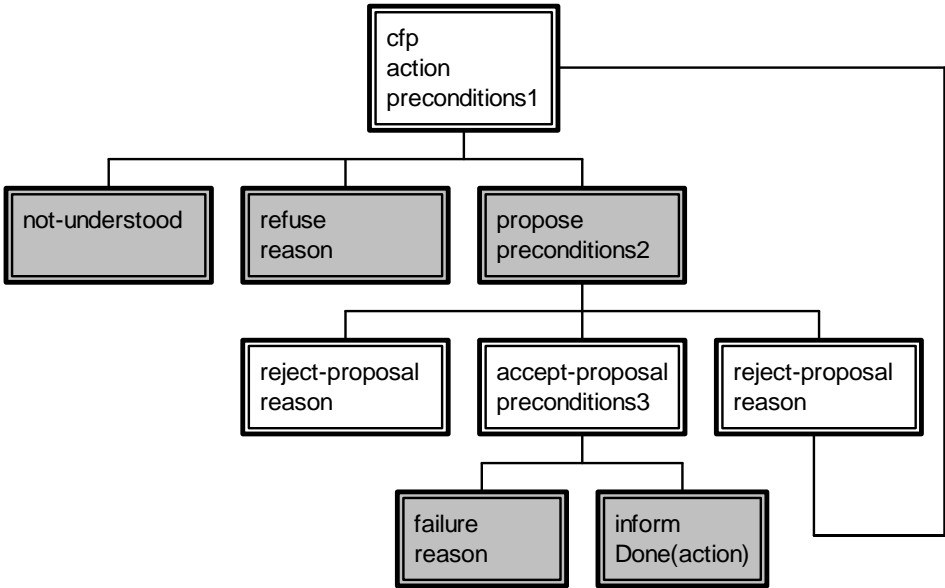 cfp
action
preconditions1
not-understood
refuse
reason
propose
preconditions2
reject-proposal
reason
accept-proposal
preconditions3
reject-proposal
reason
failure
reason
inform
Done(action)